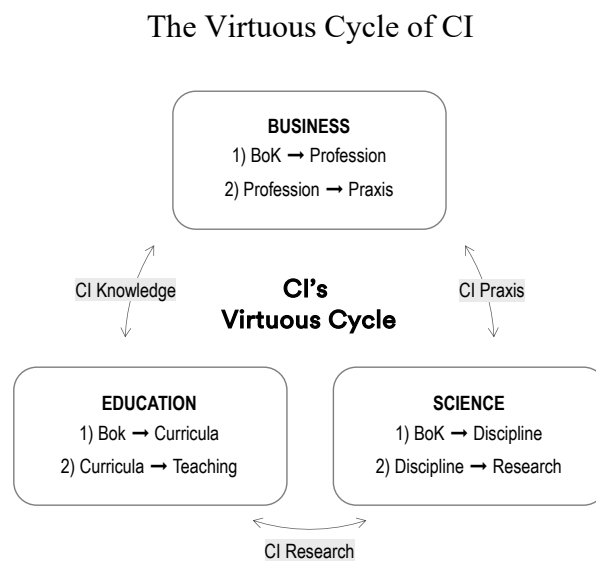 The Virtuous Cycle of CI
BUSINESS
1) BoK → Profession
2) Profession → Praxis
CI Knowledge
CI's
Virtuous Cycle
CI Praxis
EDUCATION
1) Bok → Curricula
2) Curricula → Teaching
SCIENCE
1) BoK → Discipline
2) Discipline → Research
CI Research